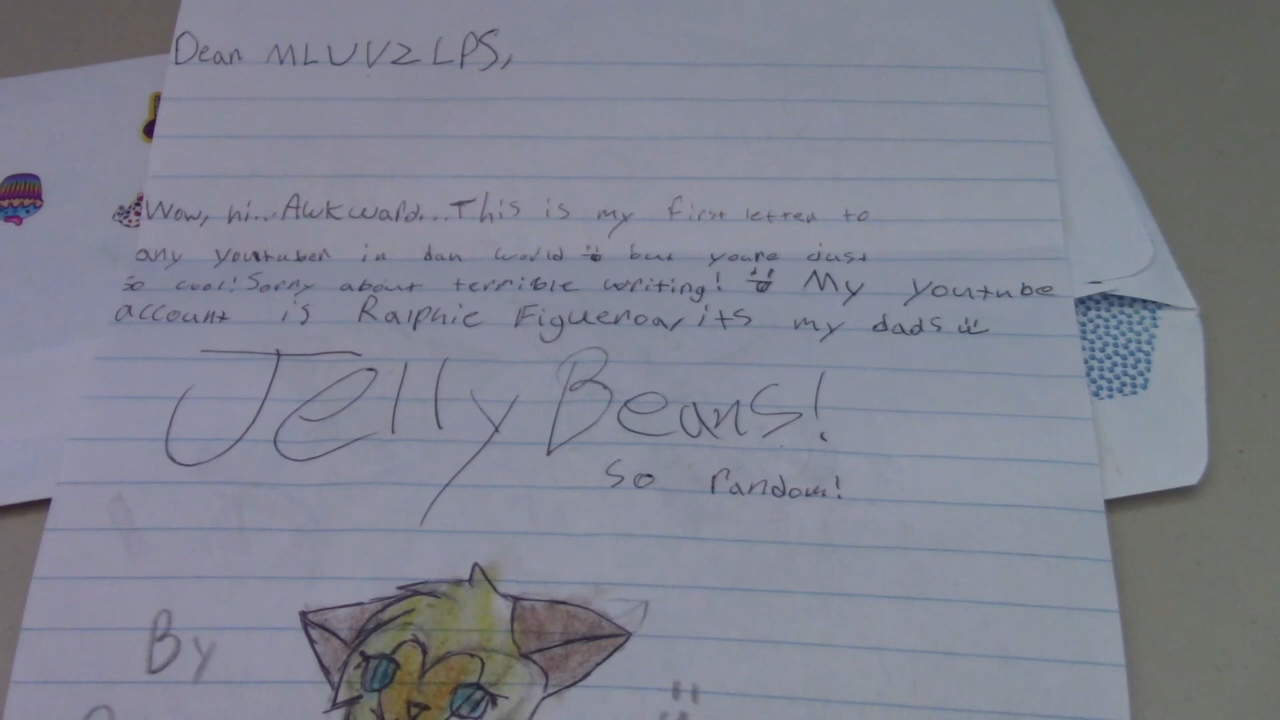 Dear MLUVZLPS,
Wow, hi...Awkward...This is my first letter to
any youtuber in dan world but youre just
so cool! Sorry about terrible writing! My youtube
account is Ralphie Figueroa, its my dads
Jelly Beans!
so random!
By